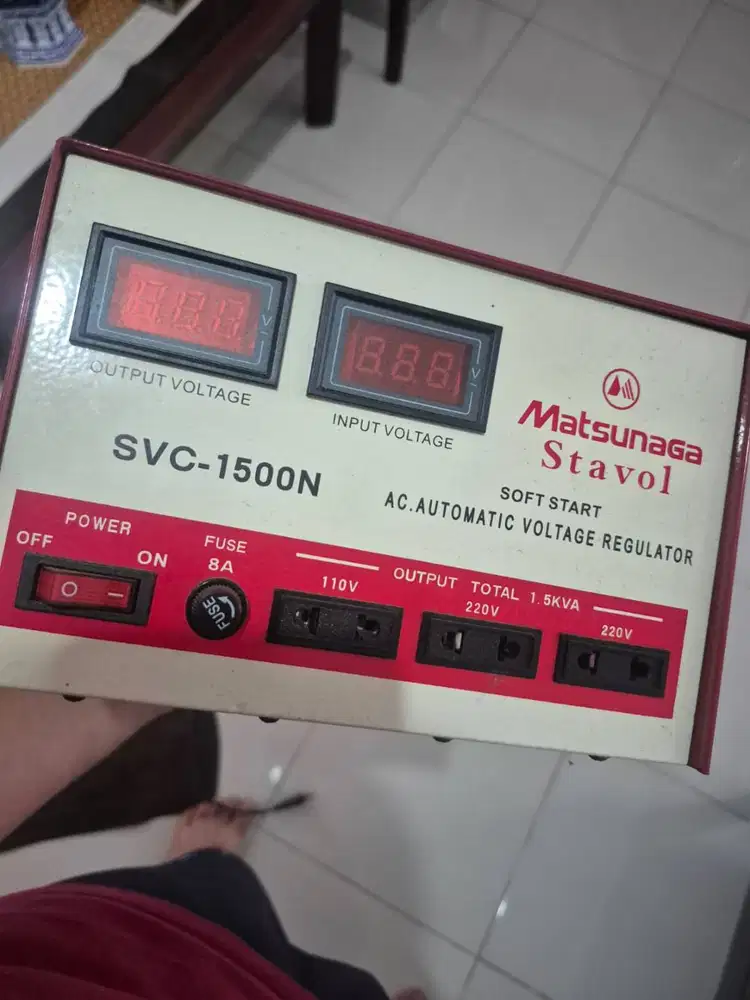 V
OUTPUT VOLTAGE
V
INPUT VOLTAGE
Matsunaga
Stavol
SVC-1500N
SOFT START
AC.AUTOMATIC VOLTAGE REGULATOR
POWER
OFF
ON
FUSE
8A
FUSE
OUTPUT TOTAL 1.5KVA
110V
220V
220V